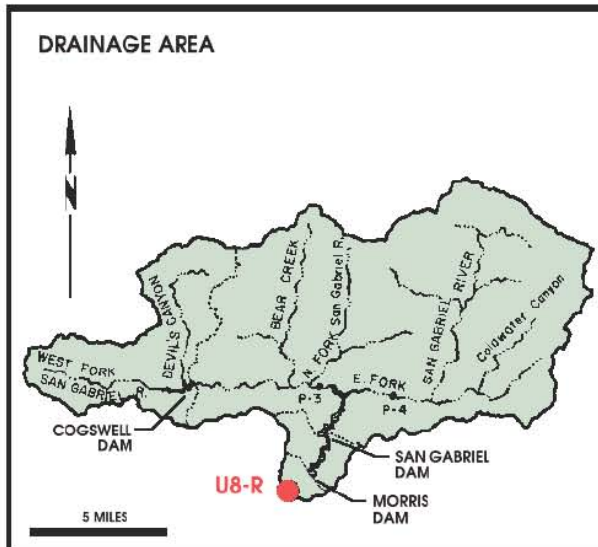 DRAINAGE AREA
N
DEVIL'S CANYON
BEAR CREEK
N FORK San Gabriel R.
SAN GABRIEL RIVER
Coldwater Canyon
WEST FORK
SAN GABRIEL R.
E. FORK
P-3
P-4
COGSWELL
DAM
SAN GABRIEL
DAM
U8-R
MORRIS
DAM
5 MILES